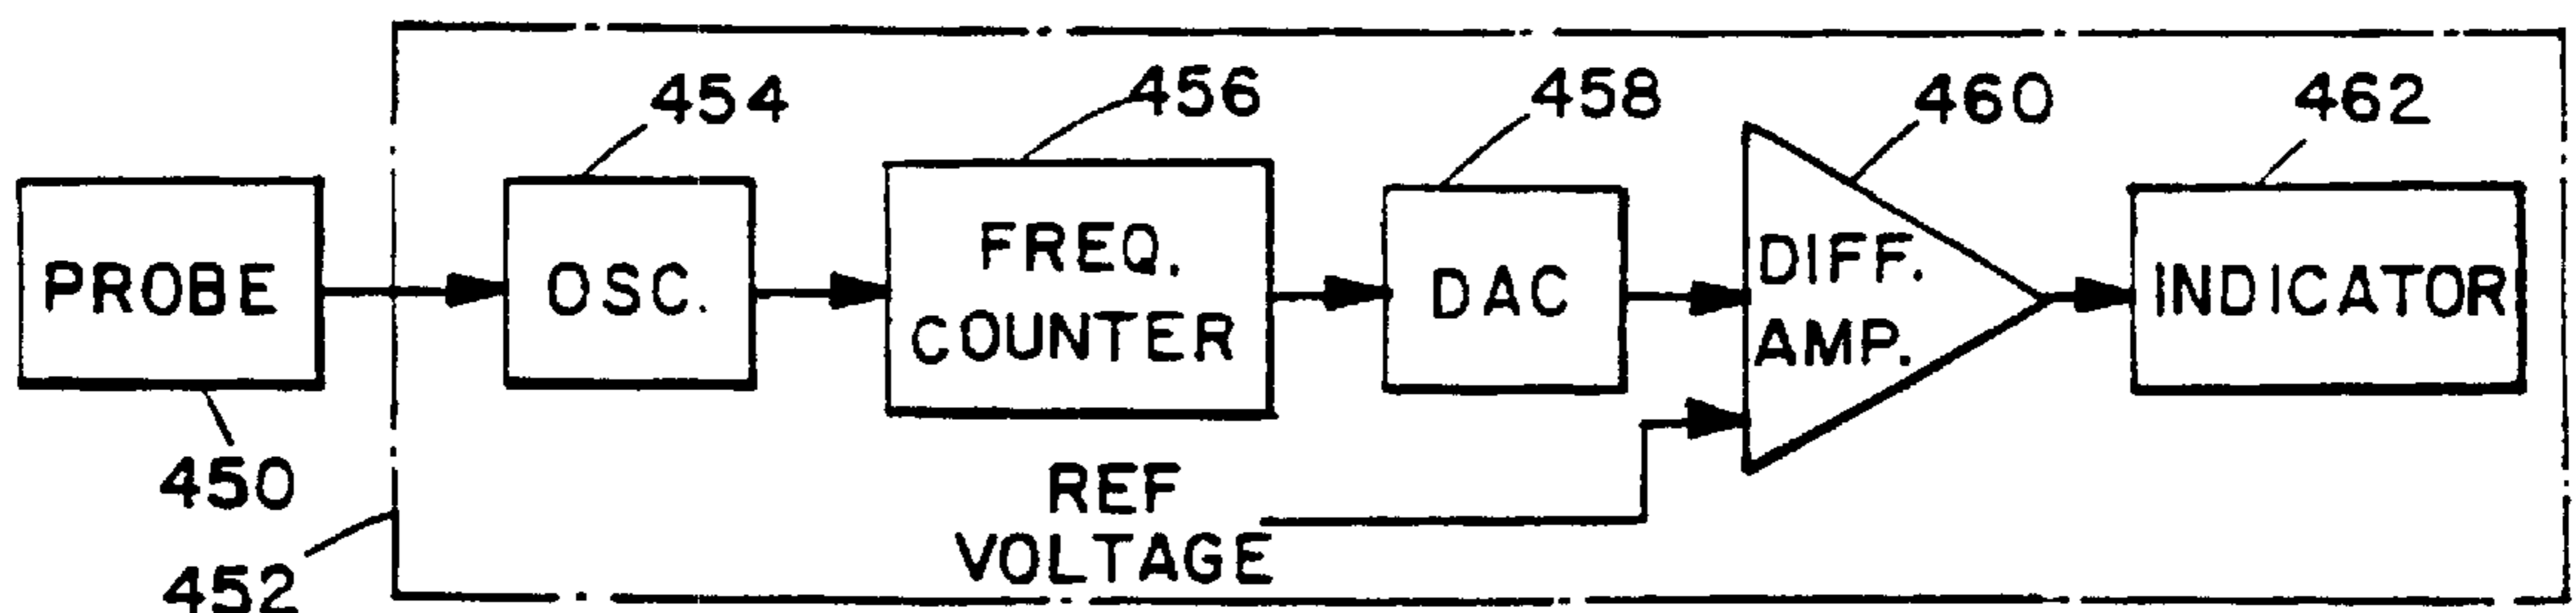 454
456
458
460
462
PROBE
OSC.
FREQ.
COUNTER
DAC
DIFF.
AMP.
INDICATOR
450
REF
VOLTAGE
452